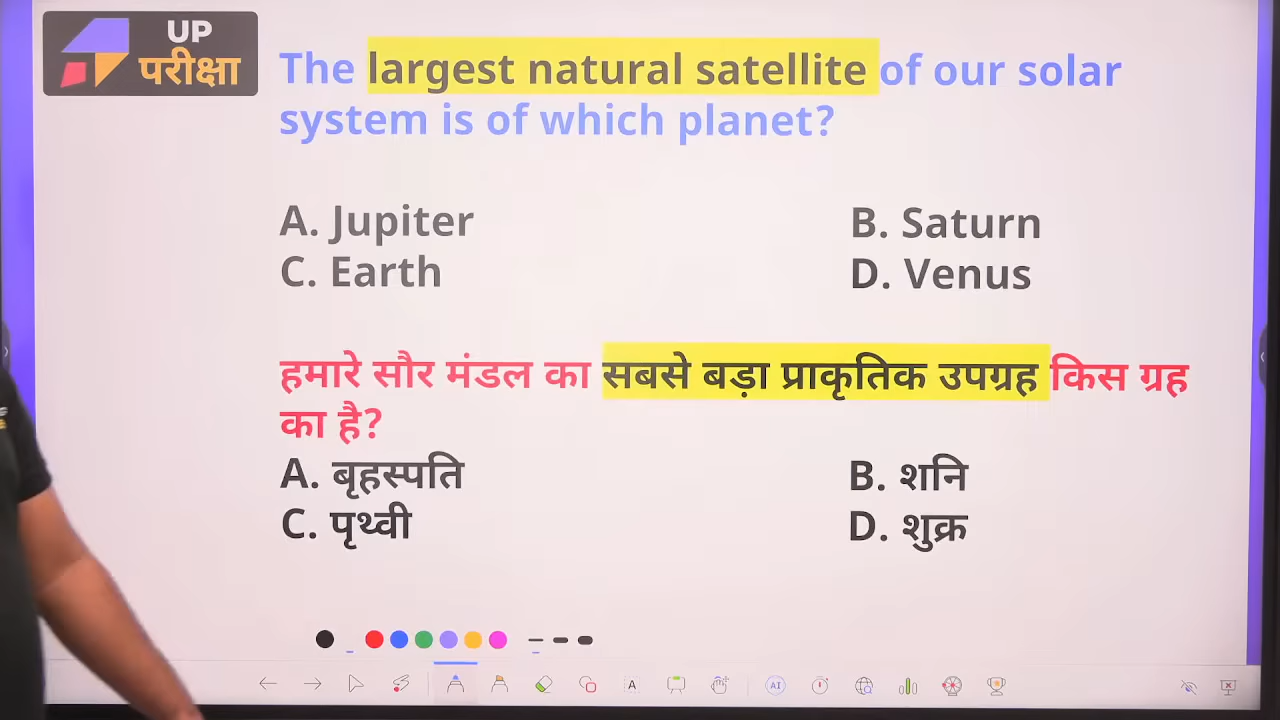 UP
परीक्षा
The largest natural satellite of our solar
system is of which planet?
A. Jupiter
B. Saturn
C. Earth
D. Venus
हमारे सौर मंडल का सबसे बड़ा प्राकृतिक उपग्रह किस ग्रह
का है?
A. बृहस्पति
B. शनि
C. पृथ्वी
D. शुक्र
A
AI